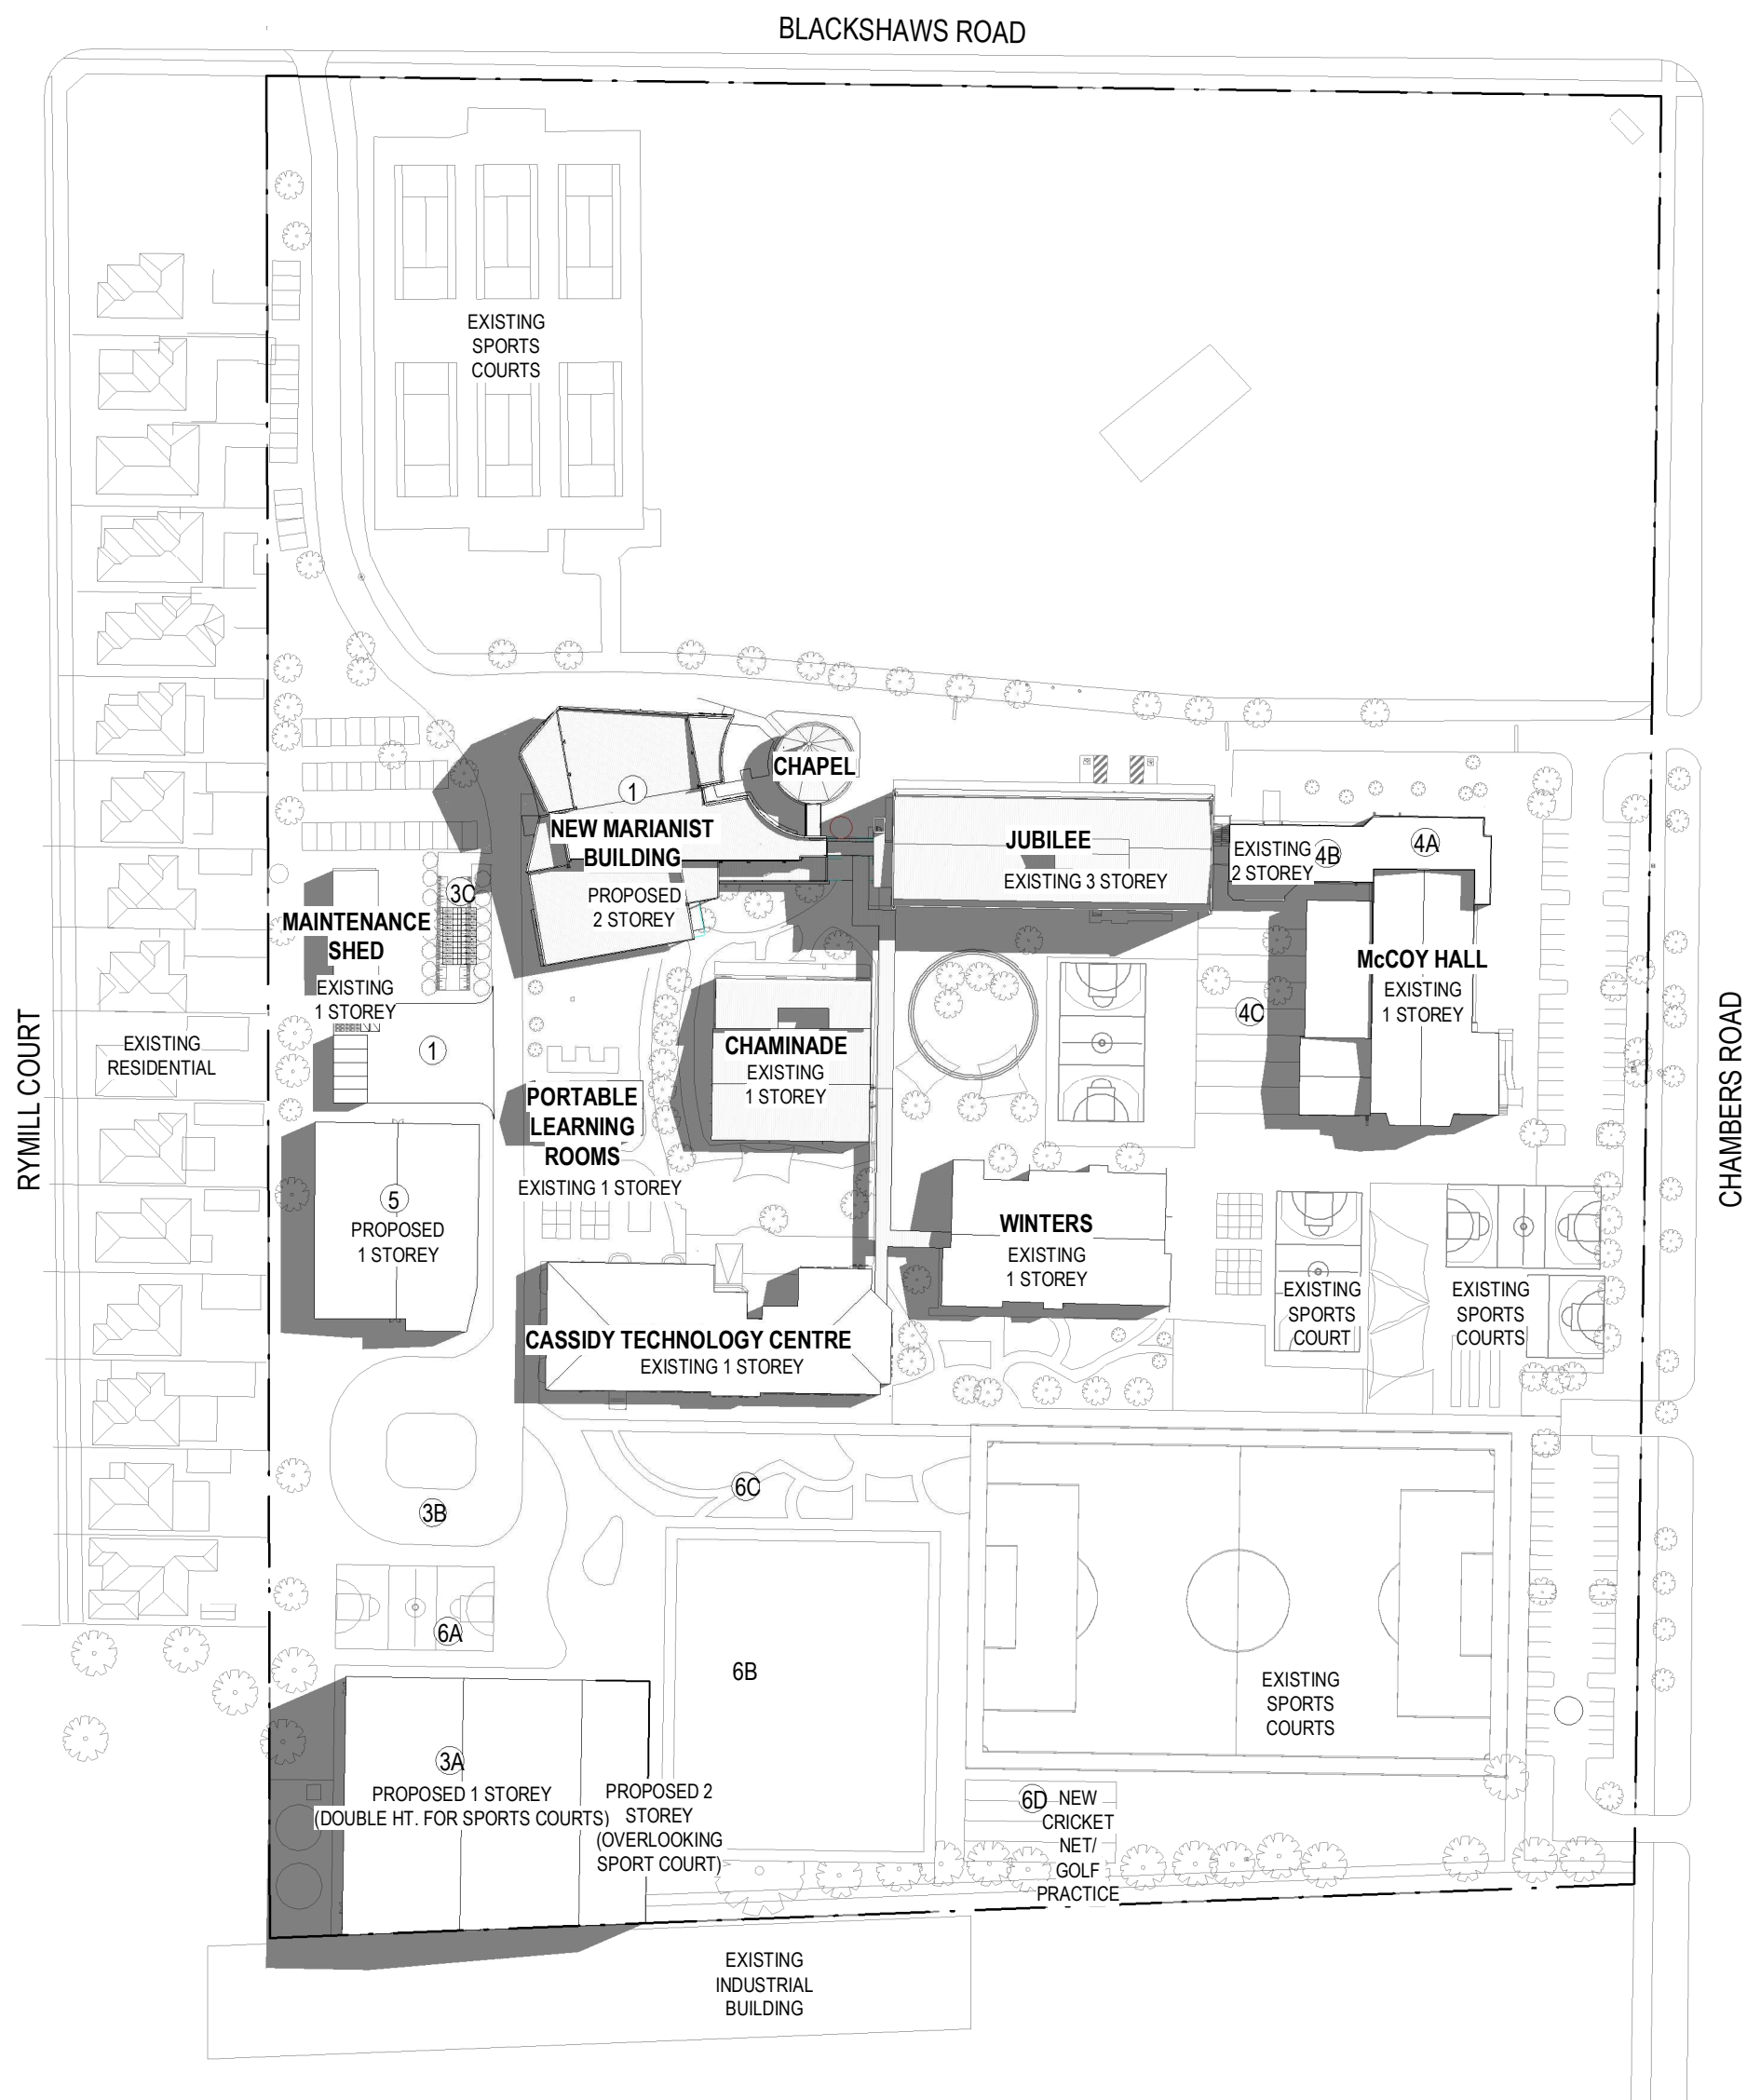 BLACKSHAWS ROAD
EXISTING
SPORTS
COURTS
CHAPEL
1
NEW MARIANIST
BUILDING
PROPOSED
2 STOREY
JUBILEE
EXISTING 3 STOREY
EXISTING
2 STOREY
4B
4A
3C
MAINTENANCE
SHED
EXISTING
1 STOREY
McCOY HALL
EXISTING
1 STOREY
4C
RYMILL COURT
EXISTING
RESIDENTIAL
1
CHAMINADE
EXISTING
1 STOREY
CHAMBERS ROAD
PORTABLE
LEARNING
ROOMS
EXISTING 1 STOREY
5
PROPOSED
1 STOREY
WINTERS
EXISTING
1 STOREY
EXISTING
SPORTS
COURT
EXISTING
SPORTS
COURTS
CASSIDY TECHNOLOGY CENTRE
EXISTING 1 STOREY
6C
3B
6A
6B
EXISTING
SPORTS
COURTS
3A
PROPOSED 1 STOREY
(DOUBLE HT. FOR SPORTS COURTS)
PROPOSED 2
STOREY
(OVERLOOKING
SPORT COURT)
6D
NEW
CRICKET
NET/
GOLF
PRACTICE
EXISTING
INDUSTRIAL
BUILDING